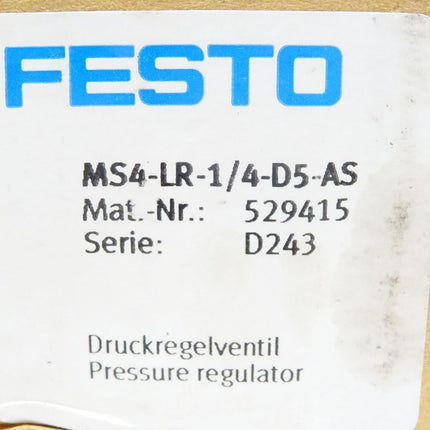 FESTO
MS4-LR-1/4-D5-AS
Mat.-Nr.: 529415
Serie: D243
Druckregelventil
Pressure regulator